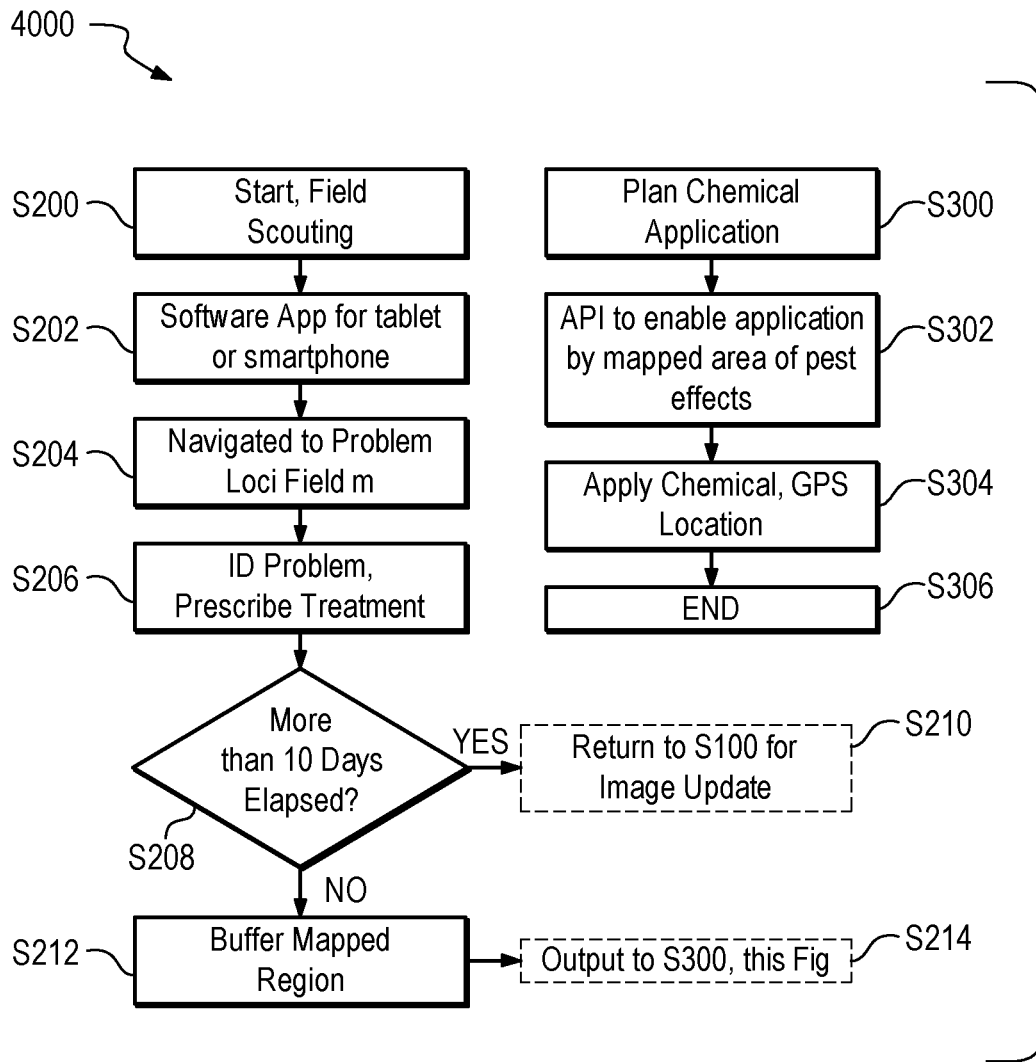 4000
S200
Start, Field
Scouting
S202
Software App for tablet
or smartphone
S204
Navigated to Problem
Loci Field m
S206
ID Problem,
Prescribe Treatment
More
than 10 Days
Elapsed?
S208
YES
Return to S100 for
Image Update
S210
NO
S212
Buffer Mapped
Region
Output to S300, this Fig
S214
Plan Chemical
Application
S300
API to enable application
by mapped area of pest
effects
S302
Apply Chemical, GPS
Location
S304
END
S306